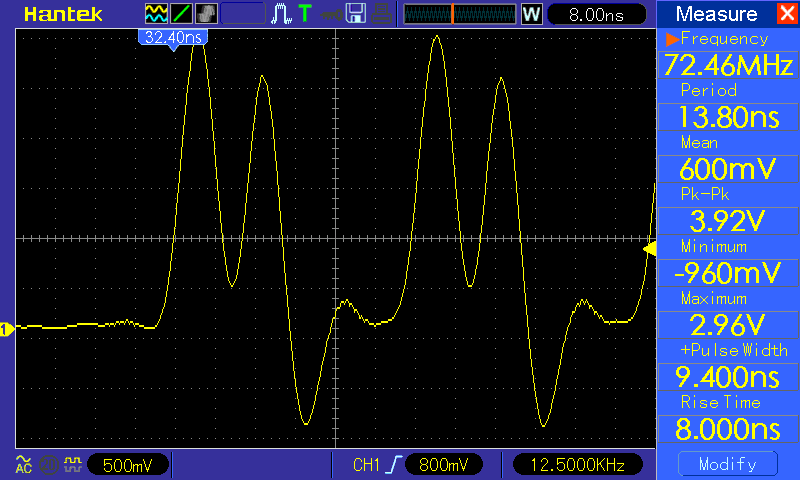 Hantek
T
W
8.00ns
Measure
32.40ns
Frequency
72.46MHz
Period
13.80ns
Mean
600mV
Pk-Pk
3.92V
Minimum
-960mV
Maximum
2.96V
+Pulse Width
9.400ns
Rise Time
8.000ns
Modify
1
AC
500mV
CH1
800mV
12.5000KHz